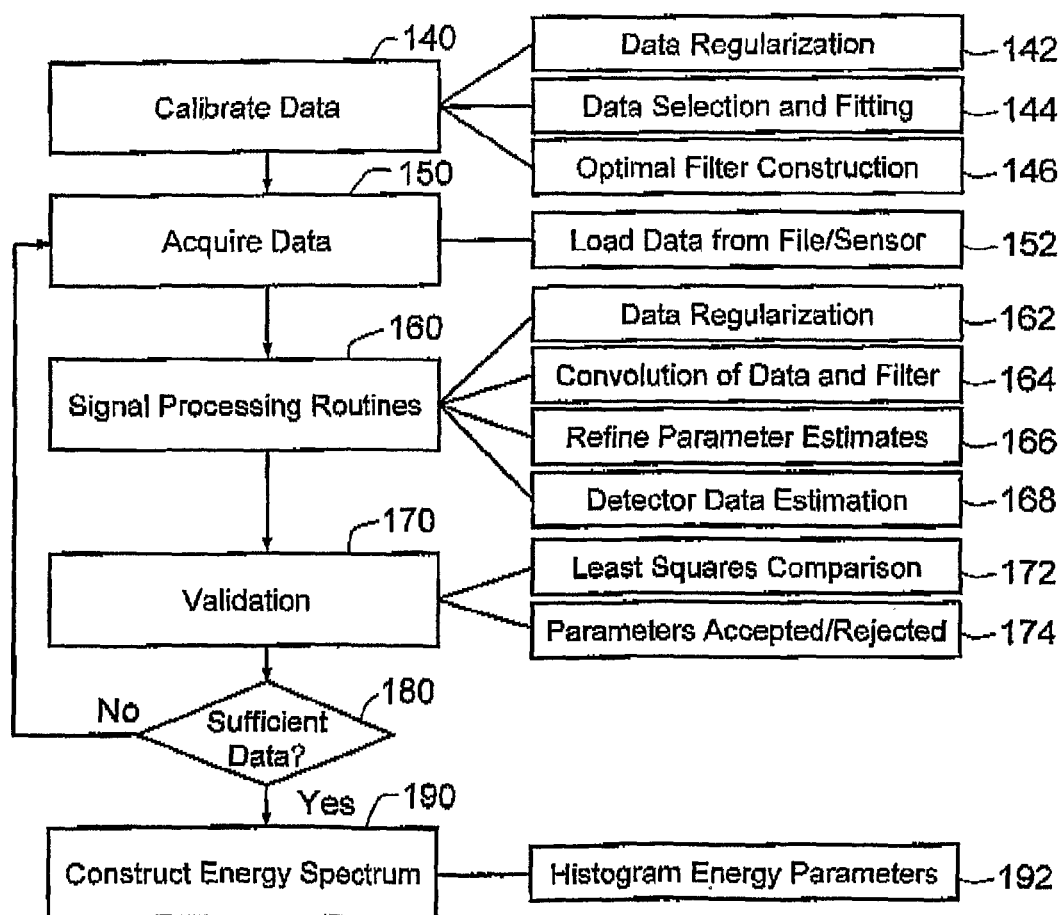 140
Calibrate Data
Data Regularization
142
Data Selection and Fitting
144
Optimal Filter Construction
146
150
Acquire Data
Load Data from File/Sensor
152
160
Signal Processing Routines
Data Regularization
162
Convolution of Data and Filter
164
Refine Parameter Estimates
166
Detector Data Estimation
168
170
Validation
Least Squares Comparison
172
Parameters Accepted/Rejected
174
180
No
Sufficient
Data?
Yes
190
Construct Energy Spectrum
Histogram Energy Parameters
192